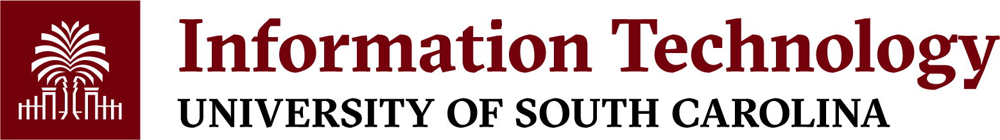 Information Technology
UNIVERSITY OF SOUTH CAROLINA